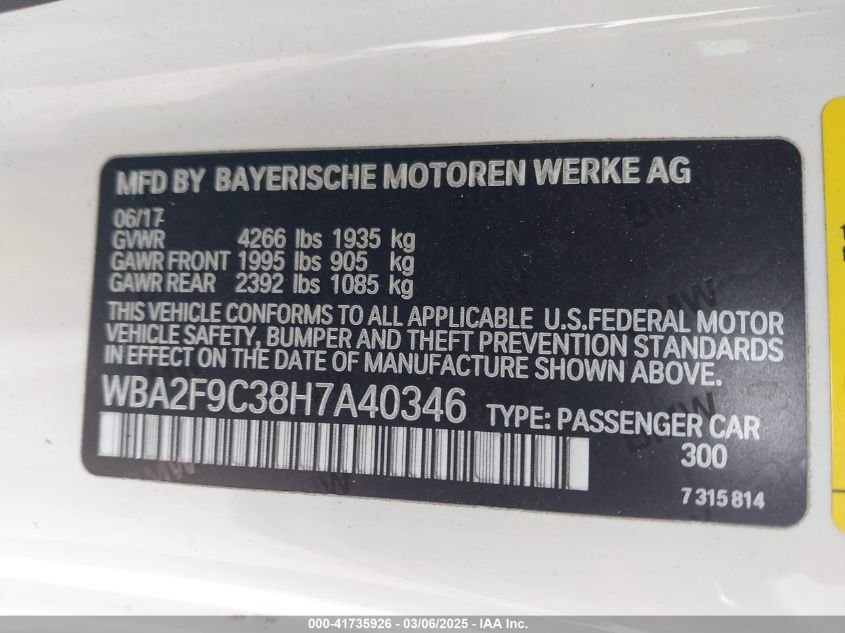 MFD BY BAYERISCHE MOTOREN WERKE AG
06/17
GVWR 4266 lbs 1935 kg
GAWR FRONT 1995 lbs 905 kg
GAWR REAR 2392 lbs 1085 kg
THIS VEHICLE CONFORMS TO ALL APPLICABLE U.S.FEDERAL MOTOR
VEHICLE SAFETY, BUMPER AND THEFT PREVENTION STANDARDS
IN EFFECT ON THE DATE OF MANUFACTURE SHOWN ABOVE.
WBA2F9C38H7A40346 TYPE: PASSENGER CAR
300
7 315 814
000-41735926 - 03/06/2025 - IAA Inc.